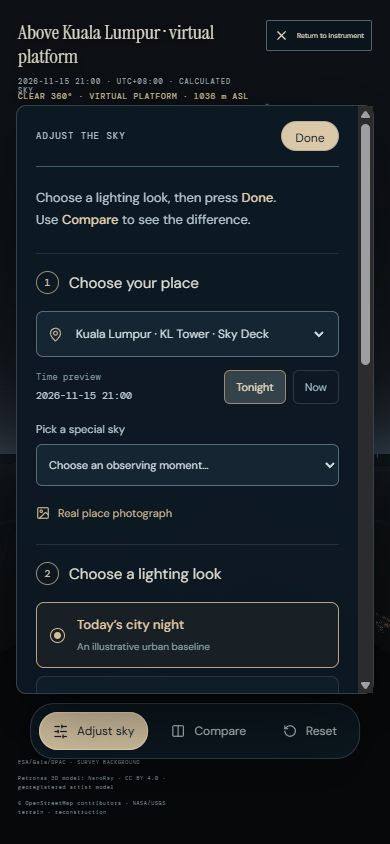 Above Kuala Lumpur · virtual
platform
Return to Instrument
2026-11-15 21:00 · UTC+08:00 · CALCULATED
SKY
CLEAR 360° · VIRTUAL PLATFORM · 1036 m ASL
ADJUST THE SKY
Done
Choose a lighting look, then press Done.
Use Compare to see the difference.
1 Choose your place
Kuala Lumpur · KL Tower · Sky Deck
Time preview
2026-11-15 21:00
Tonight
Now
Pick a special sky
Choose an observing moment…
Real place photograph
2 Choose a lighting look
Today's city night
An illustrative urban baseline
Adjust sky
Compare
Reset
ESA/Gaia/DPAC · SURVEY BACKGROUND
Petronas 3D model: NanoRay · CC BY 4.0 ·
georegistered artist model
© OpenStreetMap contributors · NASA/USGS
terrain · reconstruction